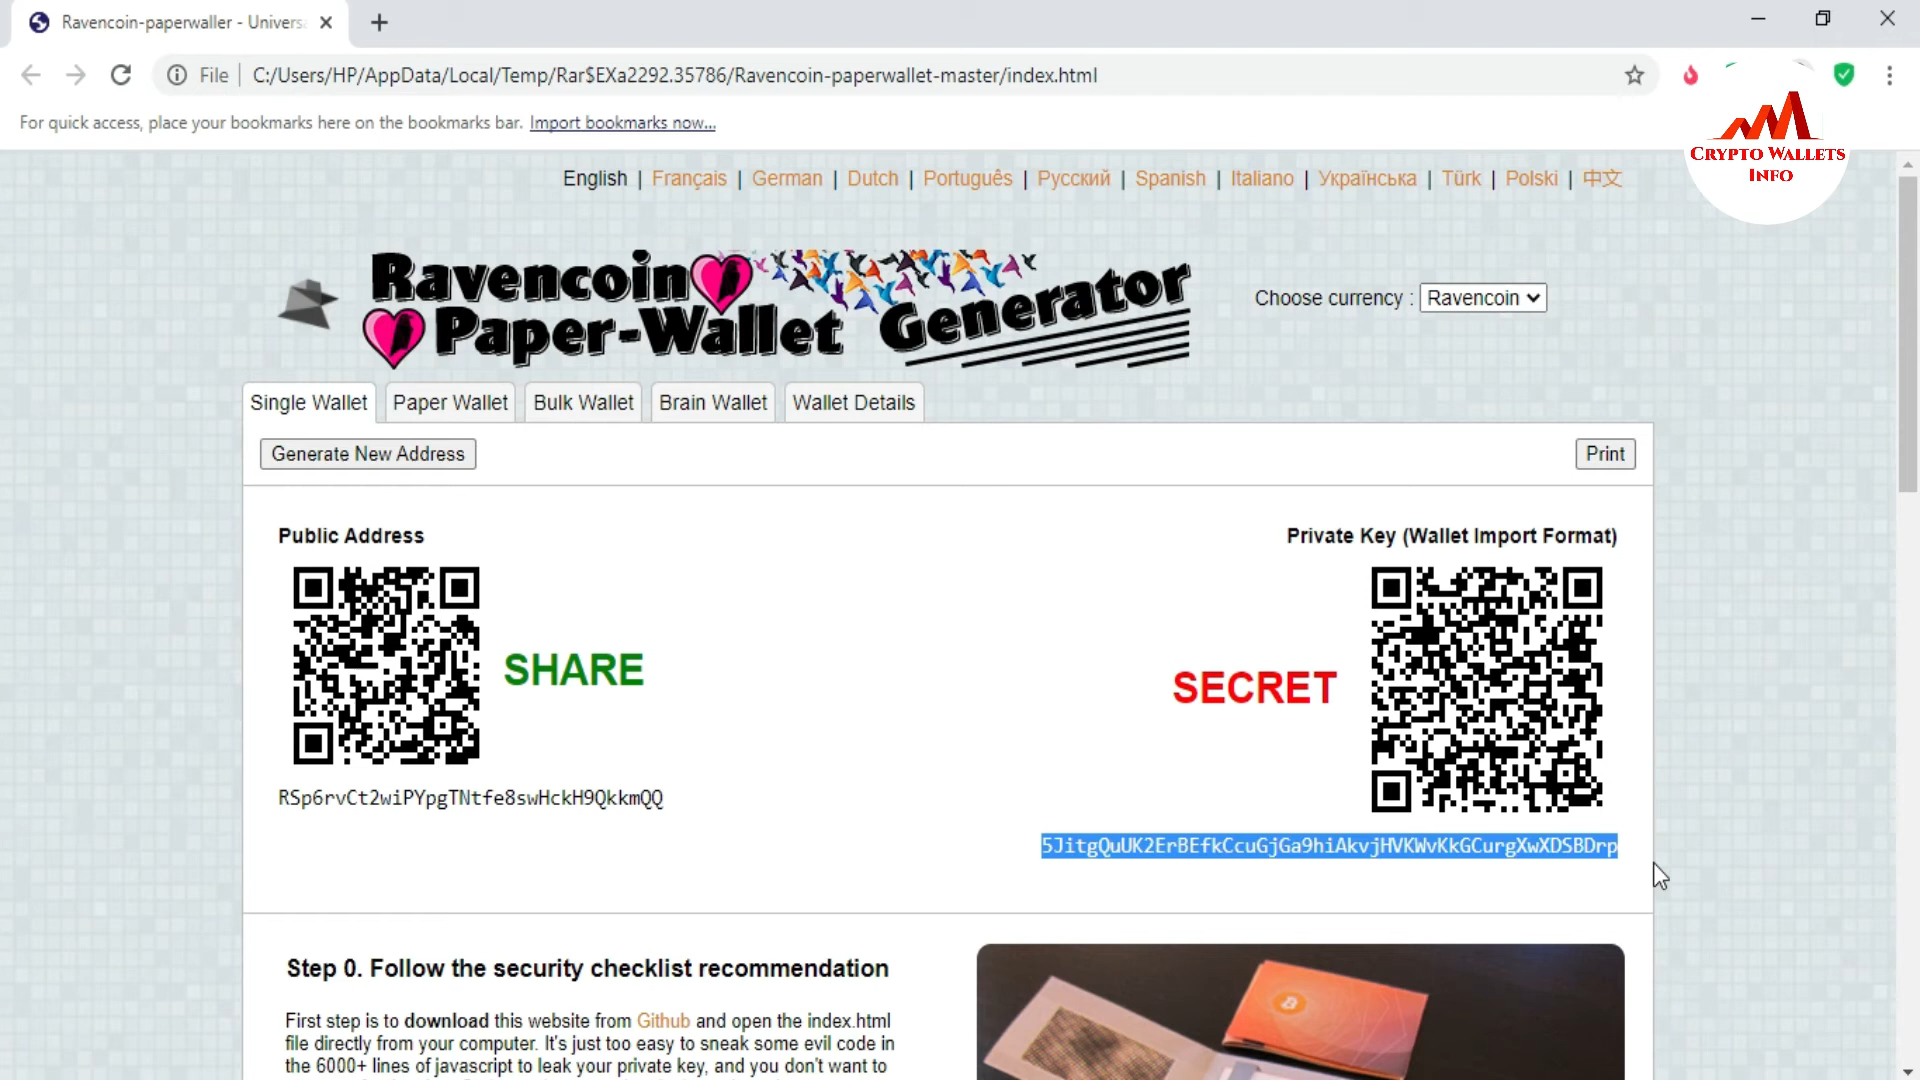 Ravencoin-paperwaller - Univers
File
C:/Users/HP/AppData/Local/Temp/Rar$EXa2292.35786/Ravencoin-paperwallet-master/index.html
For quick access, place your bookmarks here on the bookmarks bar. Import bookmarks now...
CRYPTO WALLETS
INFO
English | Français | German | Dutch | Português | Русский | Spanish | Italiano | Українська | Türk | Polski | 中文
Ravencoin
Paper-Wallet Generator
Choose currency : Ravencoin
Single Wallet Paper Wallet Bulk Wallet Brain Wallet Wallet Details
Generate New Address
Print
Public Address
Private Key (Wallet Import Format)
SHARE
SECRET
RSp6rvCt2wiPYpgTNtfe8swHckH9QkkmQQ
5JitgQuUK2ErBEfkCcuGjGa9hiAkvjHVKWvKkGCurgXwXDSBDrp
Step 0. Follow the security checklist recommendation
First step is to download this website from Github and open the index.html
file directly from your computer. It's just too easy to sneak some evil code in
the 6000+ lines of javascript to leak your private key, and you don't want to